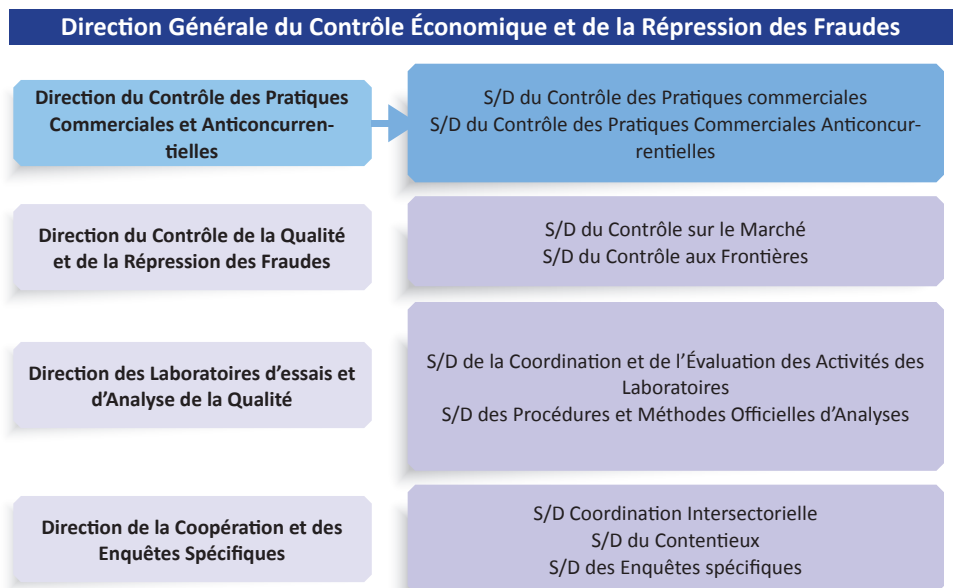 Direction Générale du Contrôle Économique et de la Répression des Fraudes
Direction du Contrôle des Pratiques
Commerciales et Anticoncurren-
tielles
S/D du Contrôle des Pratiques commerciales
S/D du Contrôle des Pratiques Commerciales Anticoncur-
rentielles
Direction du Contrôle de la Qualité
et de la Répression des Fraudes
S/D du Contrôle sur le Marché
S/D du Contrôle aux Frontières
Direction des Laboratoires d'essais et
d'Analyse de la Qualité
S/D de la Coordination et de l'Évaluation des Activités des
Laboratoires
S/D des Procédures et Méthodes Officielles d'Analyses
Direction de la Coopération et des
Enquêtes Spécifiques
S/D Coordination Intersectorielle
S/D du Contentieux
S/D des Enquêtes spécifiques